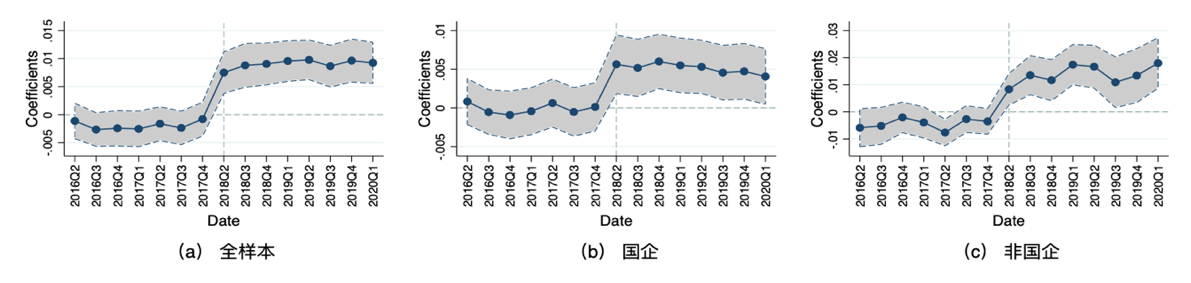 Coefficients
.015
.01
.005
0
-.005
2016Q2
2016Q3
2016Q4
2017Q1
2017Q2
2017Q3
2017Q4
2018Q2
2018Q3
2018Q4
2019Q1
2019Q2
2019Q3
2019Q4
2020Q1
Date
(a) 全样本
Coefficients
.01
.005
0
-.005
2016Q2
2016Q3
2016Q4
2017Q1
2017Q2
2017Q3
2017Q4
2018Q2
2018Q3
2018Q4
2019Q1
2019Q2
2019Q3
2019Q4
2020Q1
Date
(b) 国企
Coefficients
.03
.02
.01
0
-.01
2016Q2
2016Q3
2016Q4
2017Q1
2017Q2
2017Q3
2017Q4
2018Q2
2018Q3
2018Q4
2019Q1
2019Q2
2019Q3
2019Q4
2020Q1
Date
(c) 非国企